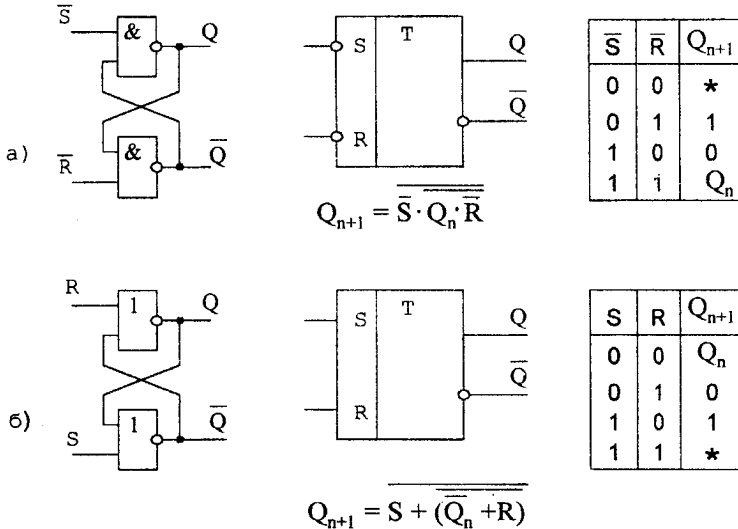 а)
S̅
&
Q
R̅
&
Q̅
S T Q
R Q̅
Q̅ₙ₊₁ = S̅ · Qₙ · R̅
S̅ R̅ Qₙ₊₁
0 0 *
0 1 1
1 0 0
1 1 Qₙ
б)
R
1
Q
S
1
Q̅
S T Q
R Q̅
Qₙ₊₁ = S + (Q̅ₙ + R)
S R Qₙ₊₁
0 0 Qₙ
0 1 0
1 0 1
1 1 *